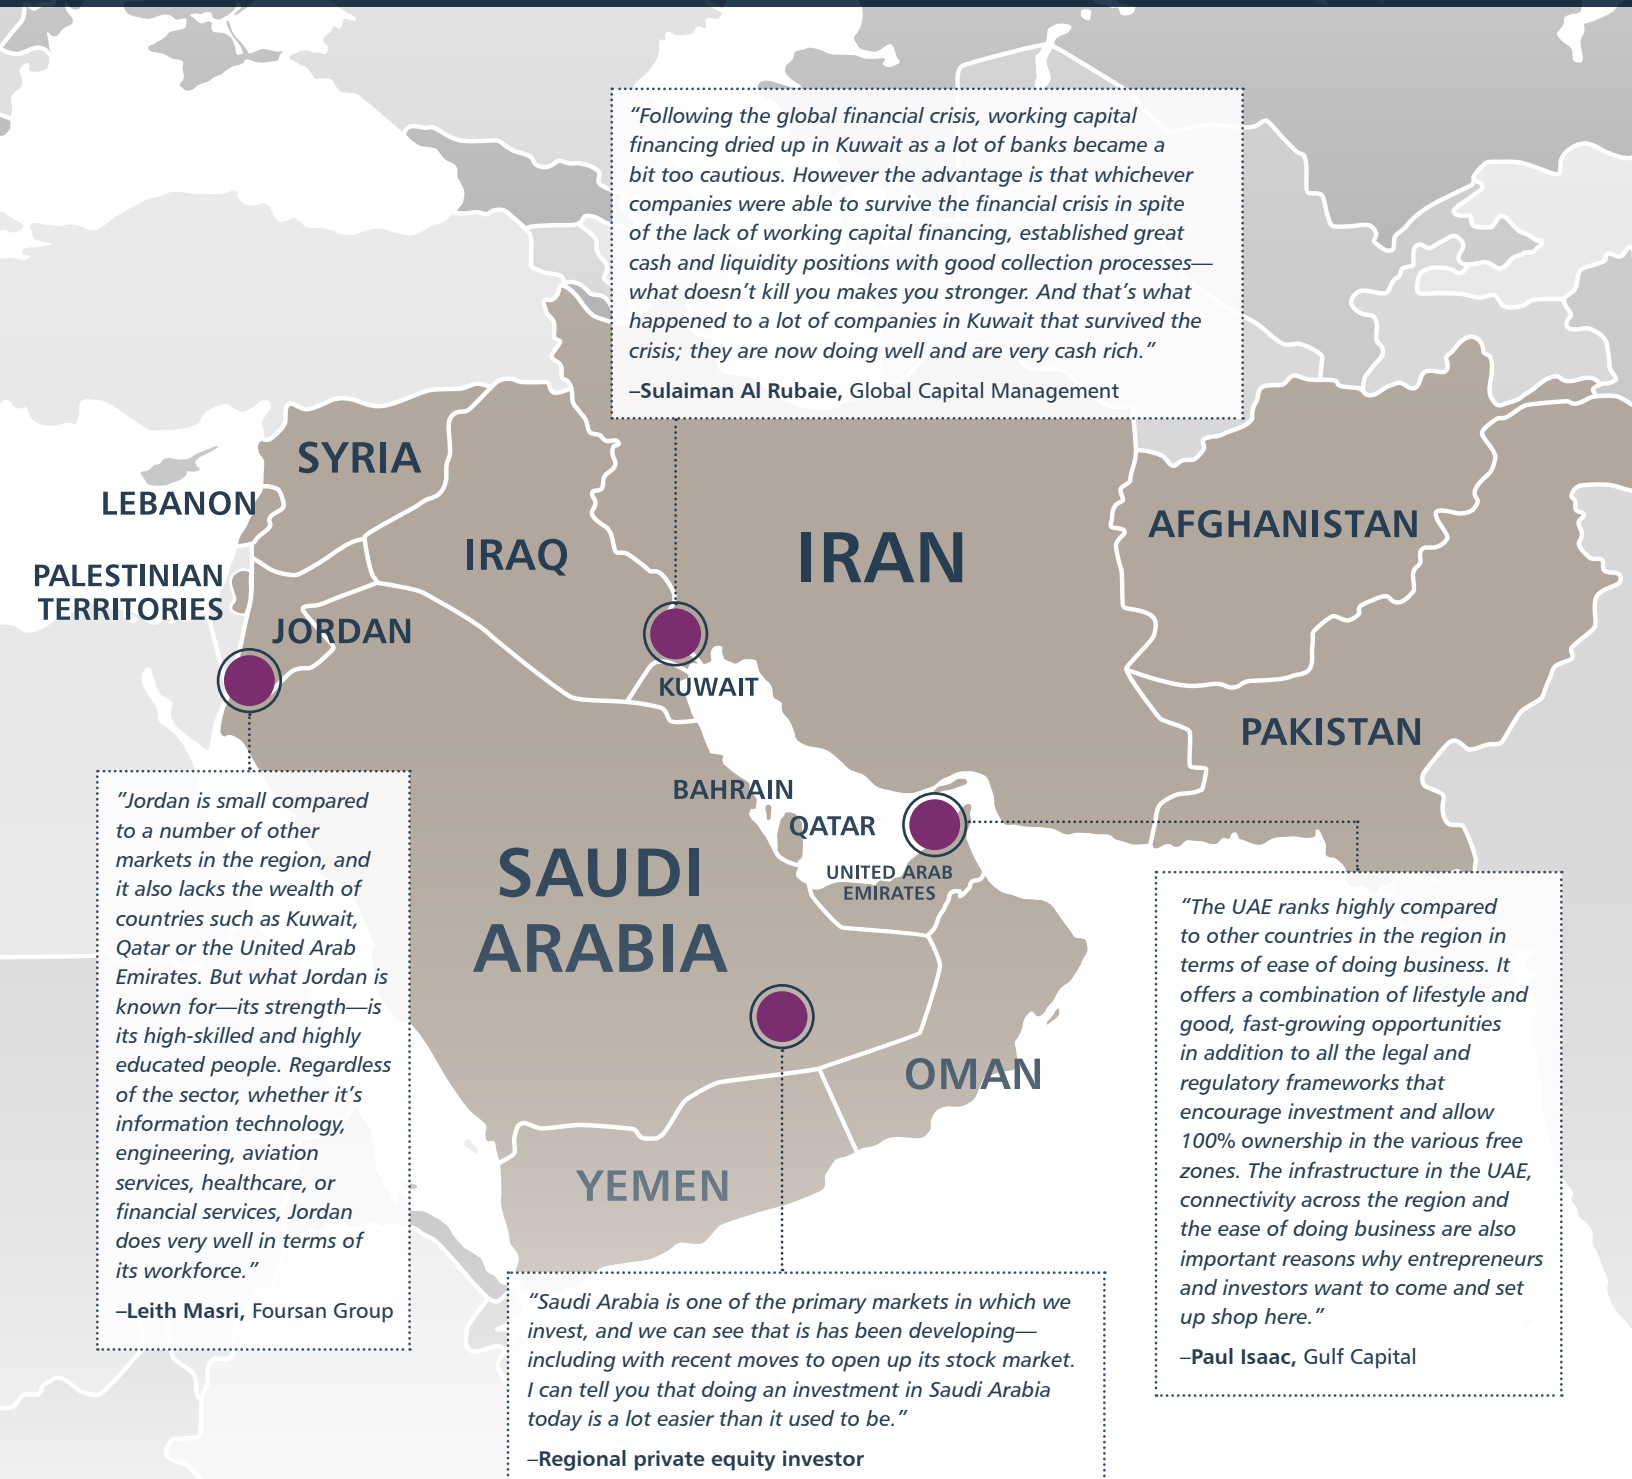 “Following the global financial crisis, working capital
financing dried up in Kuwait as a lot of banks became a
bit too cautious. However the advantage is that whichever
companies were able to survive the financial crisis in spite
of the lack of working capital financing, established great
cash and liquidity positions with good collection processes—
what doesn’t kill you makes you stronger. And that’s what
happened to a lot of companies in Kuwait that survived the
crisis; they are now doing well and are very cash rich.”
–Sulaiman Al Rubaie, Global Capital Management
SYRIA
LEBANON
IRAQ
IRAN
AFGHANISTAN
PALESTINIAN
TERRITORIES
JORDAN
KUWAIT
PAKISTAN
BAHRAIN
QATAR
UNITED ARAB
EMIRATES
SAUDI
ARABIA
OMAN
YEMEN
“Jordan is small compared
to a number of other
markets in the region, and
it also lacks the wealth of
countries such as Kuwait,
Qatar or the United Arab
Emirates. But what Jordan is
known for—its strength—is
its high-skilled and highly
educated people. Regardless
of the sector, whether it’s
information technology,
engineering, aviation
services, healthcare, or
financial services, Jordan
does very well in terms of
its workforce.”
–Leith Masri, Foursan Group
“The UAE ranks highly compared
to other countries in the region in
terms of ease of doing business. It
offers a combination of lifestyle and
good, fast-growing opportunities
in addition to all the legal and
regulatory frameworks that
encourage investment and allow
100% ownership in the various free
zones. The infrastructure in the UAE,
connectivity across the region and
the ease of doing business are also
important reasons why entrepreneurs
and investors want to come and set
up shop here.”
–Paul Isaac, Gulf Capital
“Saudi Arabia is one of the primary markets in which we
invest, and we can see that is has been developing—
including with recent moves to open up its stock market.
I can tell you that doing an investment in Saudi Arabia
today is a lot easier than it used to be.”
–Regional private equity investor